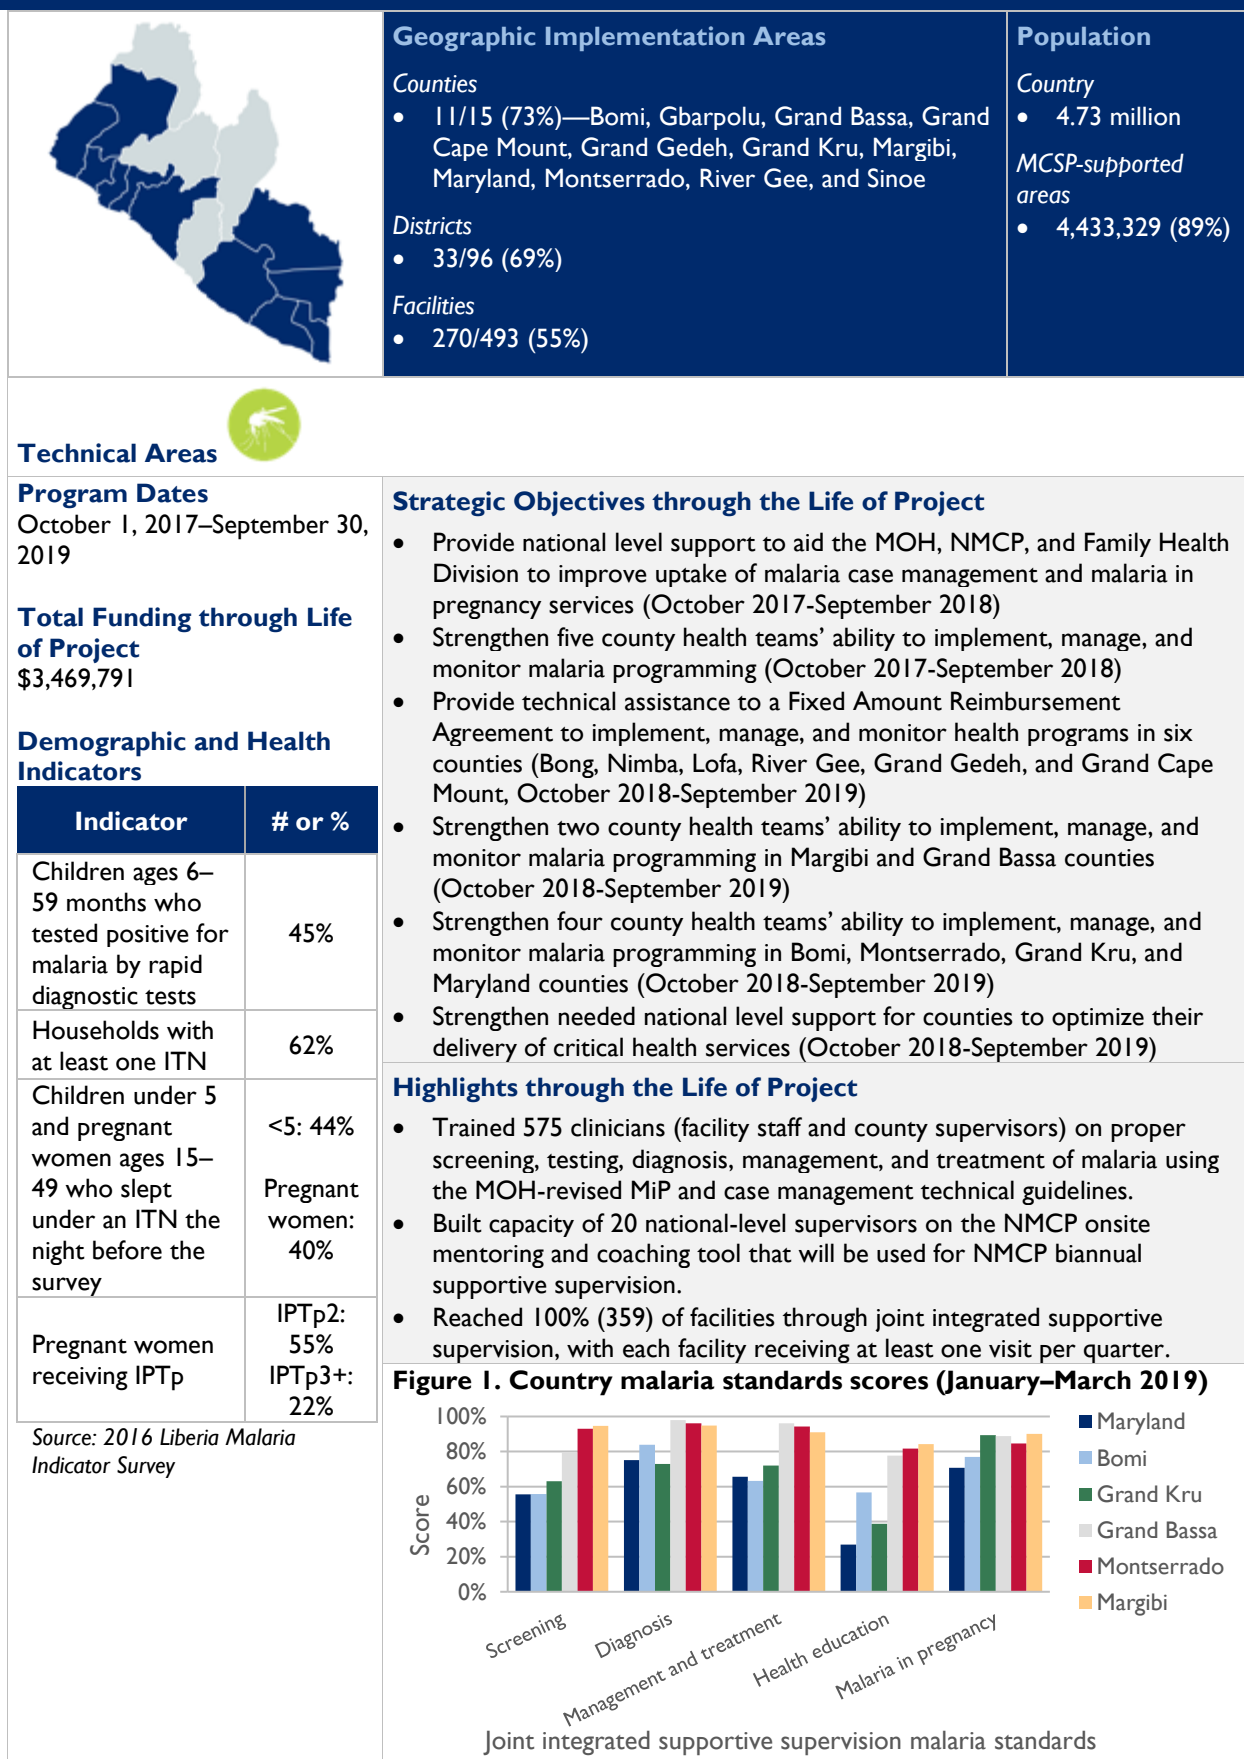 Geographic Implementation Areas
Counties
• 11/15 (73%)—Bomi, Gbarpolu, Grand Bassa, Grand
Cape Mount, Grand Gedeh, Grand Kru, Margibi,
Maryland, Montserrado, River Gee, and Sinoe
Districts
• 33/96 (69%)
Facilities
• 270/493 (55%)
Population
Country
• 4.73 million
MCSP-supported
areas
• 4,433,329 (89%)
Technical Areas
Program Dates
October 1, 2017–September 30,
2019
Total Funding through Life
of Project
$3,469,791
Demographic and Health
Indicators
Indicator
# or %
Children ages 6–
59 months who
tested positive for
malaria by rapid
diagnostic tests
45%
Households with
at least one ITN
62%
Children under 5
and pregnant
women ages 15–
49 who slept
under an ITN the
night before the
survey
<5: 44%
Pregnant
women:
40%
Pregnant women
receiving IPTp
IPTp2:
55%
IPTp3+:
22%
Source: 2016 Liberia Malaria
Indicator Survey
Strategic Objectives through the Life of Project
• Provide national level support to aid the MOH, NMCP, and Family Health
Division to improve uptake of malaria case management and malaria in
pregnancy services (October 2017-September 2018)
• Strengthen five county health teams’ ability to implement, manage, and
monitor malaria programming (October 2017-September 2018)
• Provide technical assistance to a Fixed Amount Reimbursement
Agreement to implement, manage, and monitor health programs in six
counties (Bong, Nimba, Lofa, River Gee, Grand Gedeh, and Grand Cape
Mount, October 2018-September 2019)
• Strengthen two county health teams’ ability to implement, manage, and
monitor malaria programming in Margibi and Grand Bassa counties
(October 2018-September 2019)
• Strengthen four county health teams’ ability to implement, manage, and
monitor malaria programming in Bomi, Montserrado, Grand Kru, and
Maryland counties (October 2018-September 2019)
• Strengthen needed national level support for counties to optimize their
delivery of critical health services (October 2018-September 2019)
Highlights through the Life of Project
• Trained 575 clinicians (facility staff and county supervisors) on proper
screening, testing, diagnosis, management, and treatment of malaria using
the MOH-revised MiP and case management technical guidelines.
• Built capacity of 20 national-level supervisors on the NMCP onsite
mentoring and coaching tool that will be used for NMCP biannual
supportive supervision.
• Reached 100% (359) of facilities through joint integrated supportive
supervision, with each facility receiving at least one visit per quarter.
Figure 1. Country malaria standards scores (January–March 2019)
100%
80%
60%
40%
20%
0%
Score
Screening
Diagnosis
Management and treatment
Health education
Malaria in pregnancy
Joint integrated supportive supervision malaria standards
Maryland
Bomi
Grand Kru
Grand Bassa
Montserrado
Margibi